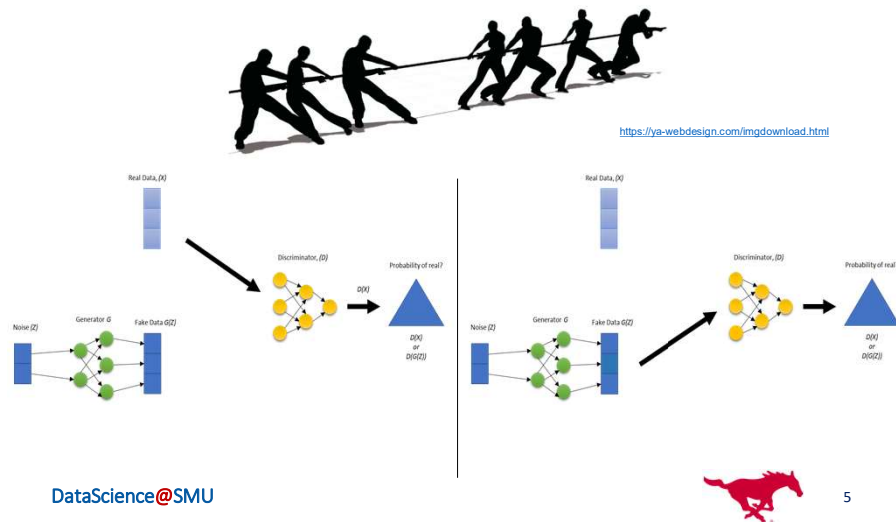 https://ya-webdesign.com/imgdownload.html
Real Data, (X)
Discriminator, (D)
Probability of real?
D(X)
Noise (Z)
Generator G
Fake Data G(Z)
D(X)
or
D(G(Z))
Real Data, (X)
Discriminator, (D)
Probability of real
Noise (Z)
Generator G
Fake Data G(Z)
D(X)
or
D(G(Z))
DataScience@SMU
5